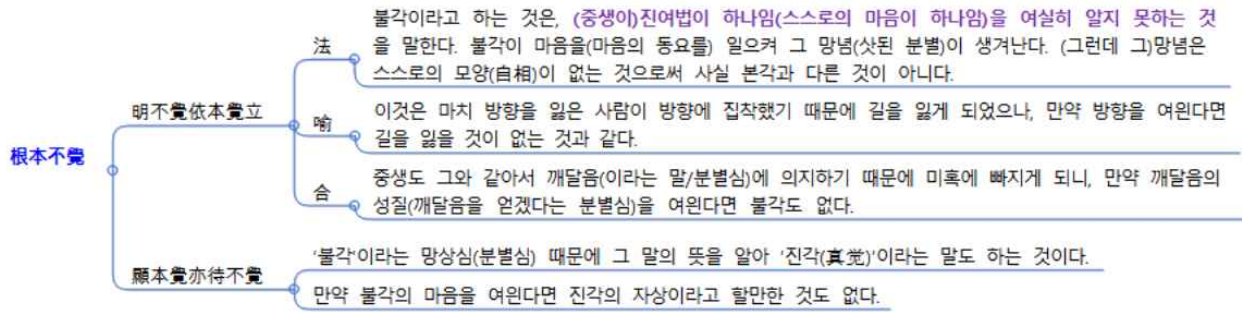 불각이라고 하는 것은, (중생이)진여법이 하나임(스스로의 마음이 하나임)을 여실히 알지 못하는 것
法
을 말한다. 불각이 마음을(마음의 동요를) 일으켜 그 망념(삿된 분별)이 생겨난다. (그런데 그)망념은
스스로의 모양(自相)이 없는 것으로써 사실 본각과 다른 것이 아니다.
明不覺依本覺立
喻
이것은 마치 방향을 잃은 사람이 방향에 집착했기 때문에 길을 잃게 되었으나, 만약 방향을 여읜다면
길을 잃을 것이 없는 것과 같다.
根本不覺
合
중생도 그와 같아서 깨달음(이라는 말/분별심)에 의지하기 때문에 미혹에 빠지게 되니, 만약 깨달음의
성질(깨달음을 얻겠다는 분별심)을 여읜다면 불각도 없다.
顯本覺亦待不覺
'불각'이라는 망상심(분별심) 때문에 그 말의 뜻을 알아 '진각(真党)'이라는 말도 하는 것이다.
만약 불각의 마음을 여읜다면 진각의 자상이라고 할만한 것도 없다.